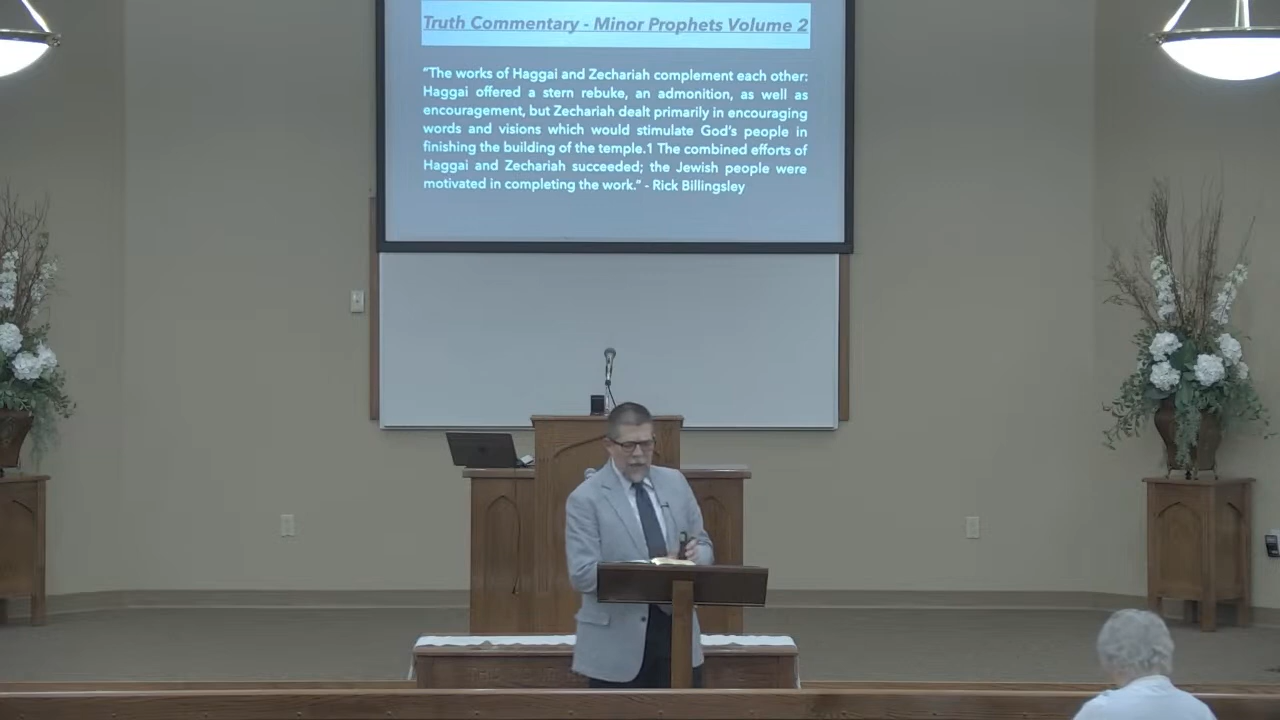 Truth Commentary - Minor Prophets Volume 2
"The works of Haggai and Zechariah complement each other:
Haggai offered a stern rebuke, an admonition, as well as
encouragement, but Zechariah dealt primarily in encouraging
words and visions which would stimulate God's people in
finishing the building of the temple.1 The combined efforts of
Haggai and Zechariah succeeded; the Jewish people were
motivated in completing the work." - Rick Billingsley